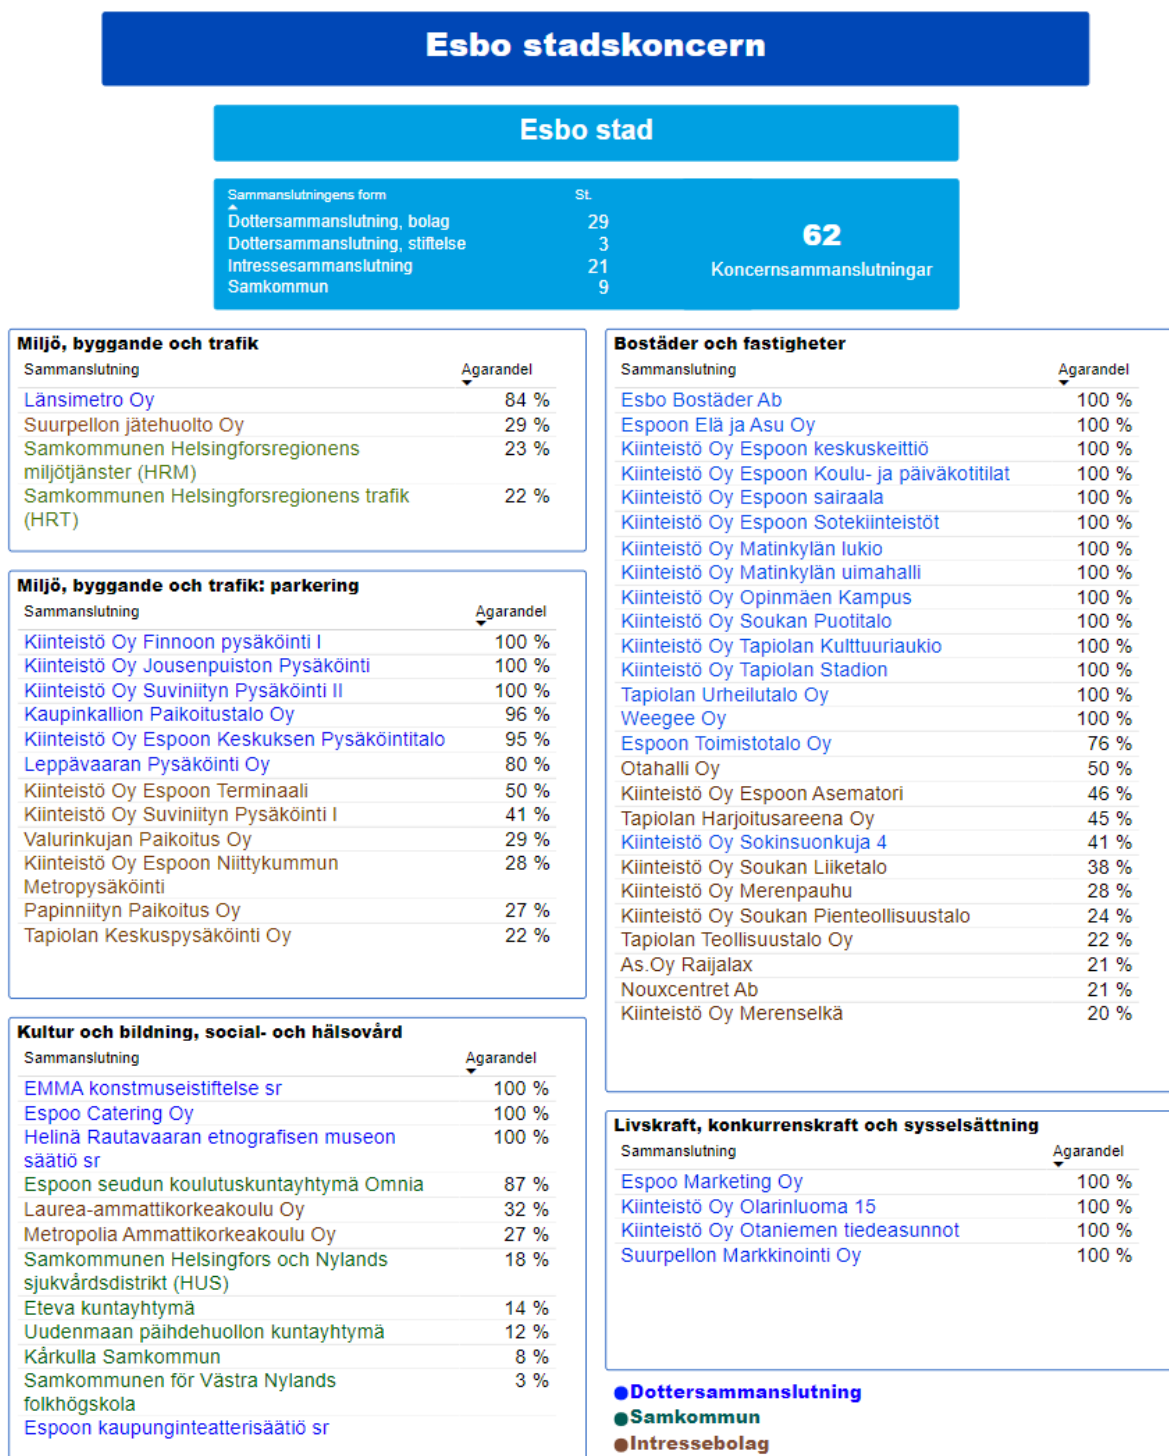 Esbo stadskoncern
Esbo stad
Sammanslutningens form St.
Dottersammanslutning, bolag 29
Dottersammanslutning, stiftelse 3
Intressesammanslutning 21
Samkommun 9
62
Koncernsammanslutningar
Miljö, byggande och trafik
Sammanslutning Agarandel
Länsimetro Oy 84 %
Suurpellon jätehuolto Oy 29 %
Samkommunen Helsingforsregionens 23 %
miljötjänster (HRM)
Samkommunen Helsingforsregionens trafik 22 %
(HRT)
Miljö, byggande och trafik: parkering
Sammanslutning Agarandel
Kiinteistö Oy Finnoon pysäköinti I 100 %
Kiinteistö Oy Jousenpuiston Pysäköinti 100 %
Kiinteistö Oy Suviniityn Pysäköinti II 100 %
Kaupinkallion Paikoitustalo Oy 96 %
Kiinteistö Oy Espoon Keskuksen Pysäköintitalo 95 %
Leppävaaran Pysäköinti Oy 80 %
Kiinteistö Oy Espoon Terminaali 50 %
Kiinteistö Oy Suviniityn Pysäköinti I 41 %
Valurinkujan Paikoitus Oy 29 %
Kiinteistö Oy Espoon Niittykummun 28 %
Metropysäköinti
Papinniityn Paikoitus Oy 27 %
Tapiolan Keskuspysäköinti Oy 22 %
Kultur och bildning, social- och hälsovård
Sammanslutning Agarandel
EMMA konstmuseistiftelse sr 100 %
Espoo Catering Oy 100 %
Helinä Rautavaaran etnografisen museon 100 %
säätiö sr
Espoon seudun koulutuskuntayhtymä Omnia 87 %
Laurea-ammattikorkeakoulu Oy 32 %
Metropolia Ammattikorkeakoulu Oy 27 %
Samkommunen Helsingfors och Nylands 18 %
sjukvårdsdistrikt (HUS)
Eteva kuntayhtymä 14 %
Uudenmaan päihdehuollon kuntayhtymä 12 %
Kårkulla Samkommun 8 %
Samkommunen för Västra Nylands 3 %
folkhögskola
Espoon kaupunginteatterisäätiö sr
Bostäder och fastigheter
Sammanslutning Agarandel
Esbo Bostäder Ab 100 %
Espoon Elä ja Asu Oy 100 %
Kiinteistö Oy Espoon keskuskeittiö 100 %
Kiinteistö Oy Espoon Koulu- ja päiväkotitilat 100 %
Kiinteistö Oy Espoon sairaala 100 %
Kiinteistö Oy Espoon Sotekiinteistöt 100 %
Kiinteistö Oy Matinkylän lukio 100 %
Kiinteistö Oy Matinkylän uimahalli 100 %
Kiinteistö Oy Opinmäen Kampus 100 %
Kiinteistö Oy Soukan Puotitalo 100 %
Kiinteistö Oy Tapiolan Kulttuuriaukio 100 %
Kiinteistö Oy Tapiolan Stadion 100 %
Tapiolan Urheilutalo Oy 100 %
Weegee Oy 100 %
Espoon Toimistotalo Oy 76 %
Otahalli Oy 50 %
Kiinteistö Oy Espoon Asematori 46 %
Tapiolan Harjoitusareena Oy 45 %
Kiinteistö Oy Sokinsuonkuja 4 41 %
Kiinteistö Oy Soukan Liiketalo 38 %
Kiinteistö Oy Merenpauhu 28 %
Kiinteistö Oy Soukan Pienteollisuustalo 24 %
Tapiolan Teollisuustalo Oy 22 %
As.Oy Raijalax 21 %
Nouxcentret Ab 21 %
Kiinteistö Oy Merenselkä 20 %
Livskraft, konkurrenskraft och sysselsättning
Sammanslutning Agarandel
Espoo Marketing Oy 100 %
Kiinteistö Oy Olarinluoma 15 100 %
Kiinteistö Oy Otaniemen tiedeasunnot 100 %
Suurpellon Markkinointi Oy 100 %
Dottersammanslutning
Samkommun
Intressebolag